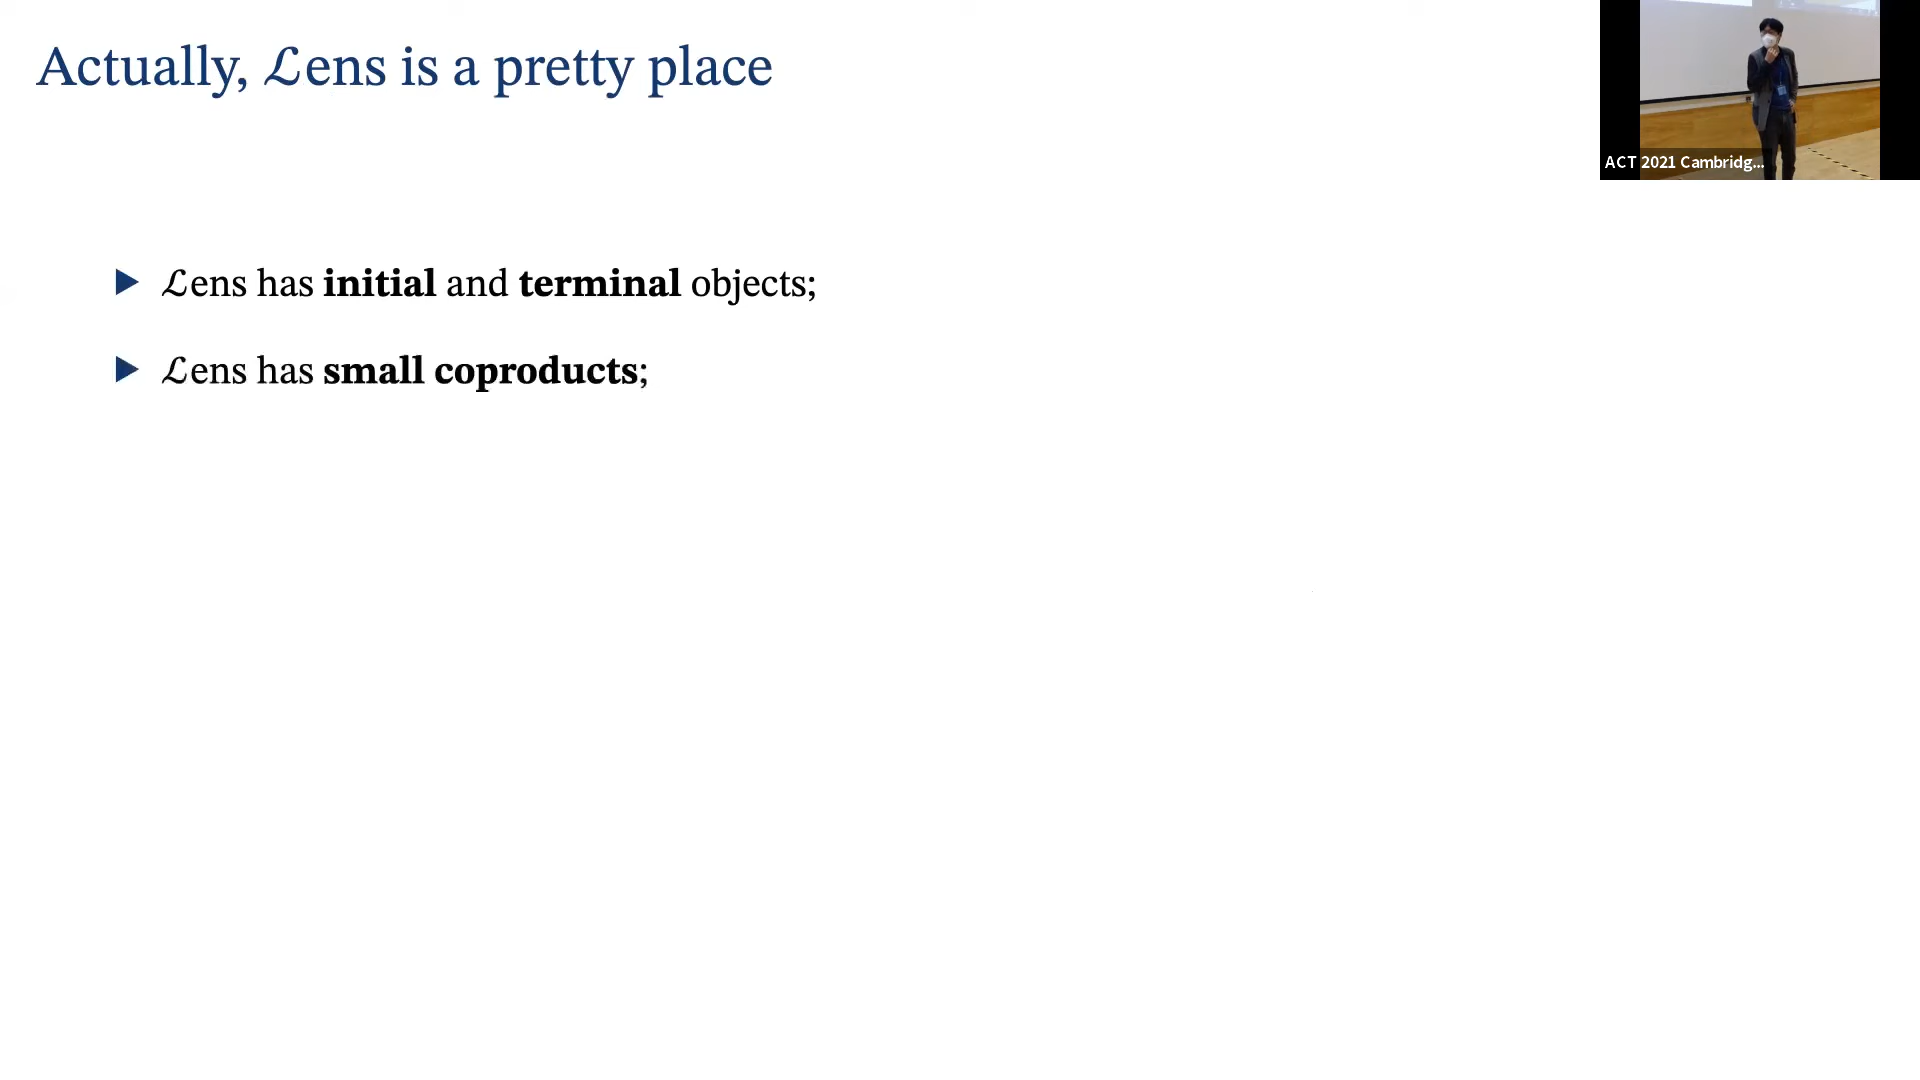 Actually, ℒens is a pretty place
ACT 2021 Cambridg...
▶ ℒens has initial and terminal objects;
▶ ℒens has small coproducts;